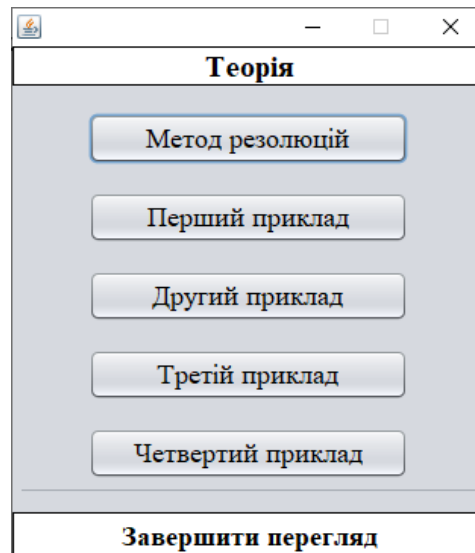 Теорія
Метод резолюцій
Перший приклад
Другий приклад
Третій приклад
Четвертий приклад
Завершити перегляд